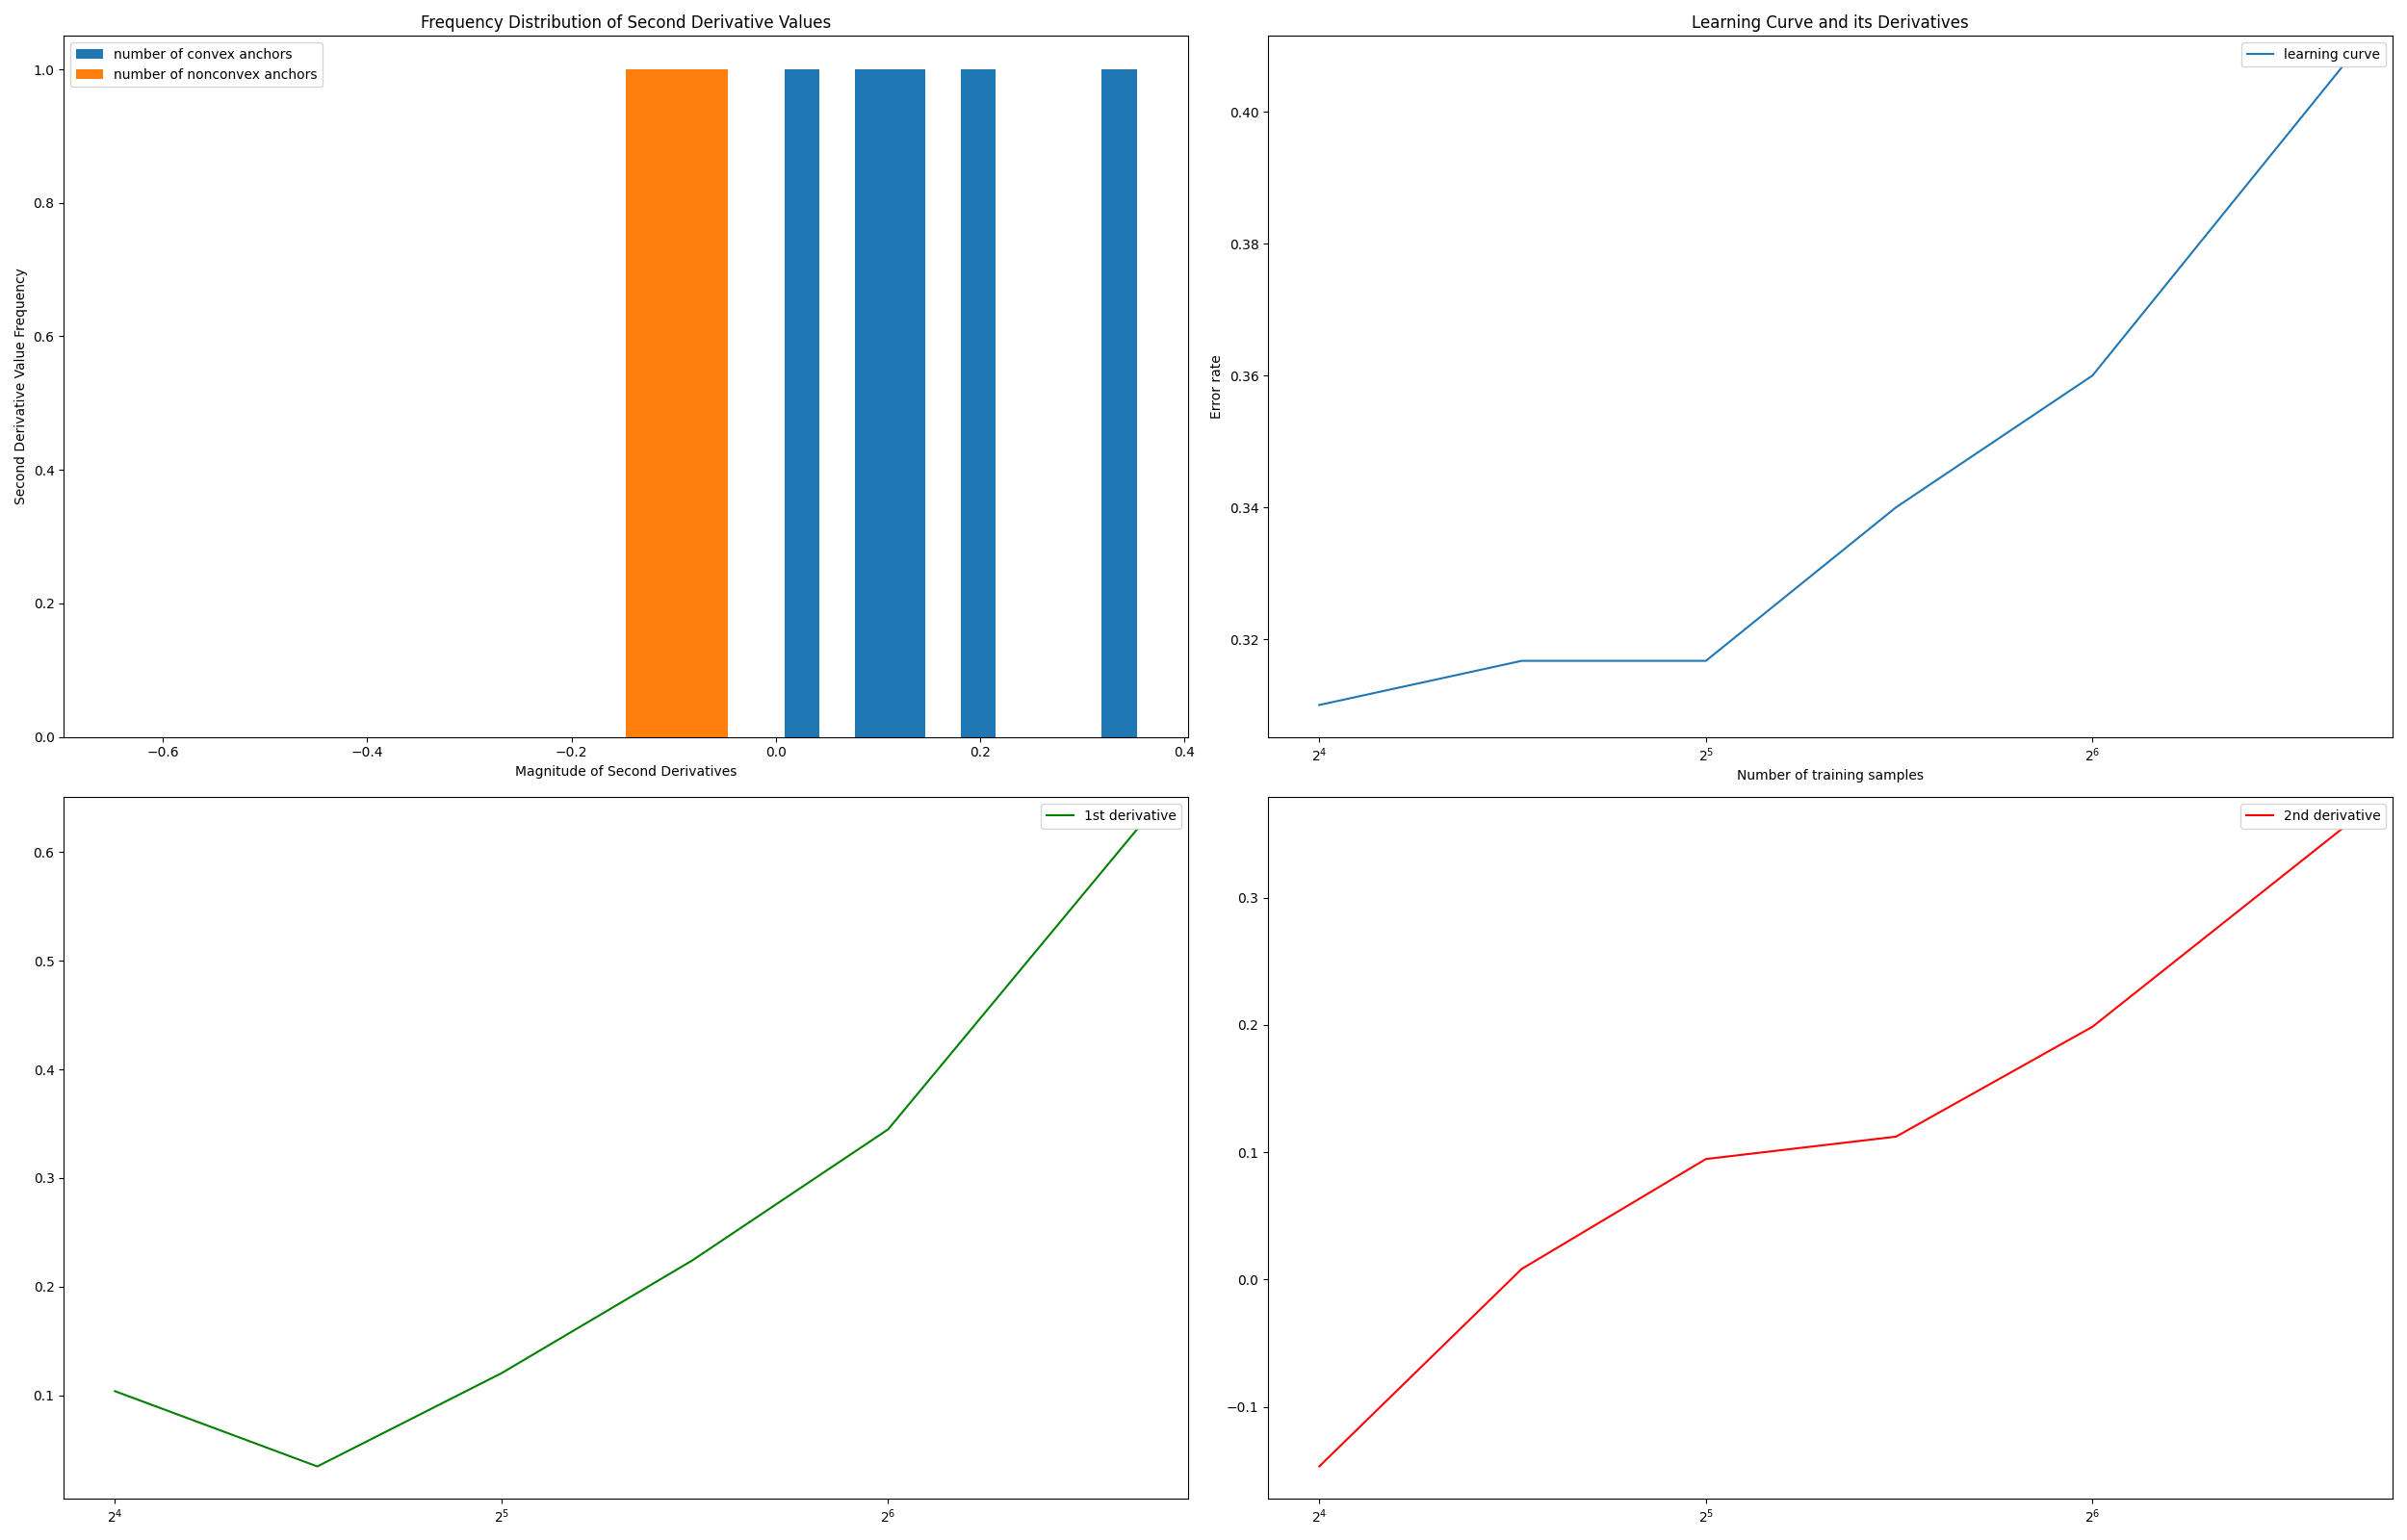 Frequency Distribution of Second Derivative Values
number of convex anchors
number of nonconvex anchors
Second Derivative Value Frequency
1.0
0.8
0.6
0.4
0.2
0.0
−0.6 −0.4 −0.2 0.0 0.2 0.4
Magnitude of Second Derivatives
Learning Curve and its Derivatives
learning curve
Error rate
0.40
0.38
0.36
0.34
0.32
2⁴ 2⁵ 2⁶
Number of training samples
1st derivative
0.6
0.5
0.4
0.3
0.2
0.1
2⁴ 2⁵ 2⁶
2nd derivative
0.3
0.2
0.1
0.0
−0.1
2⁴ 2⁵ 2⁶